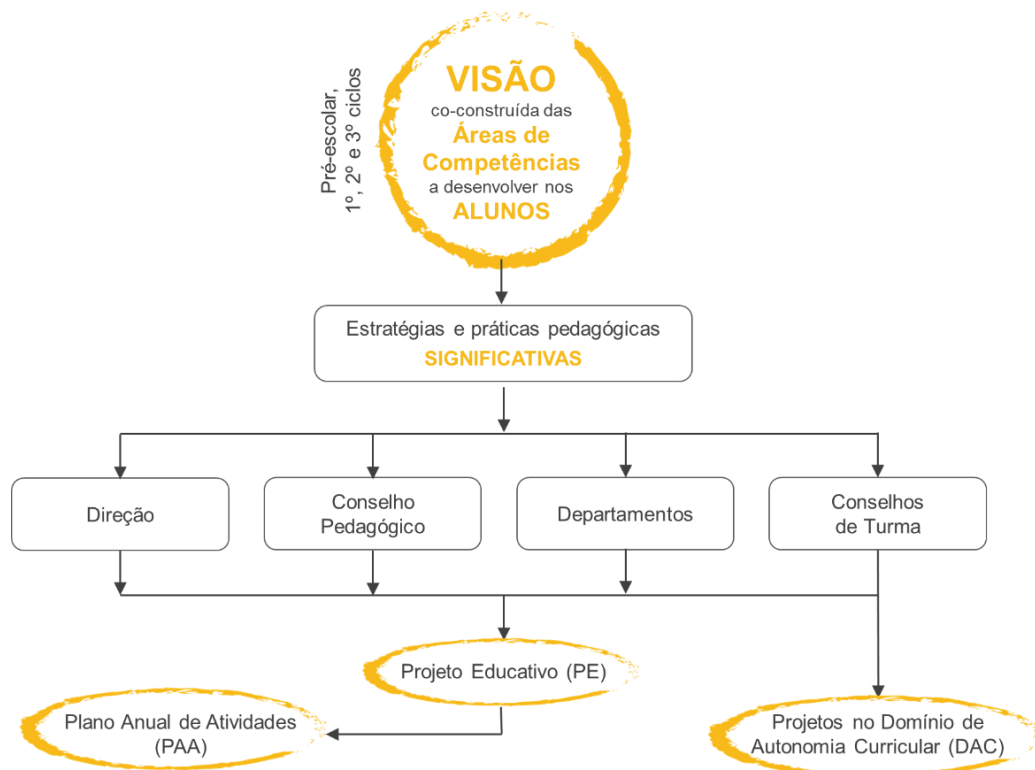 Pré-escolar,
1º, 2º e 3º ciclos
VISÃO
co-construída das
Áreas de
Competências
a desenvolver nos
ALUNOS
Estratégias e práticas pedagógicas
SIGNIFICATIVAS
Direção
Conselho
Pedagógico
Departamentos
Conselhos
de Turma
Projeto Educativo (PE)
Plano Anual de Atividades
(PAA)
Projetos no Domínio de
Autonomia Curricular (DAC)